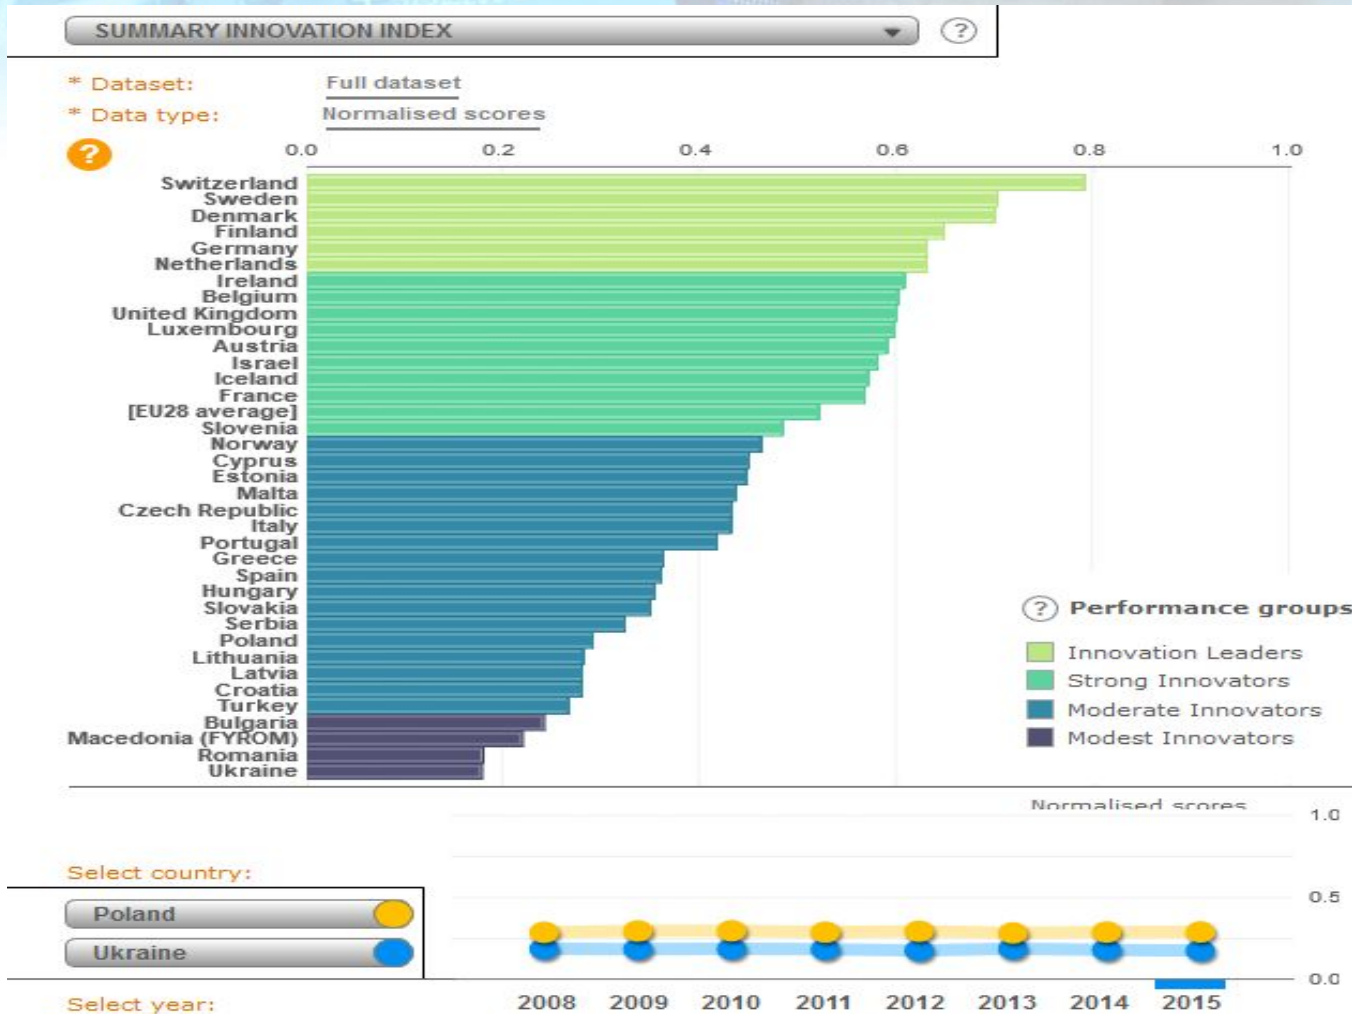 SUMMARY INNOVATION INDEX ?
* Dataset: Full dataset
* Data type: Normalised scores
? 0.0 0.2 0.4 0.6 0.8 1.0
Switzerland
Sweden
Denmark
Finland
Germany
Netherlands
Ireland
Belgium
United Kingdom
Luxembourg
Austria
Israel
Iceland
France
[EU28 average]
Slovenia
Norway
Cyprus
Estonia
Malta
Czech Republic
Italy
Portugal
Greece
Spain
Hungary
Slovakia
Serbia
Poland
Lithuania
Latvia
Croatia
Turkey
Bulgaria
Macedonia (FYROM)
Romania
Ukraine
? Performance groups
Innovation Leaders
Strong Innovators
Moderate Innovators
Modest Innovators
Normalised scores
1.0
0.5
0.0
Select country:
Poland
Ukraine
Select year:
2008 2009 2010 2011 2012 2013 2014 2015